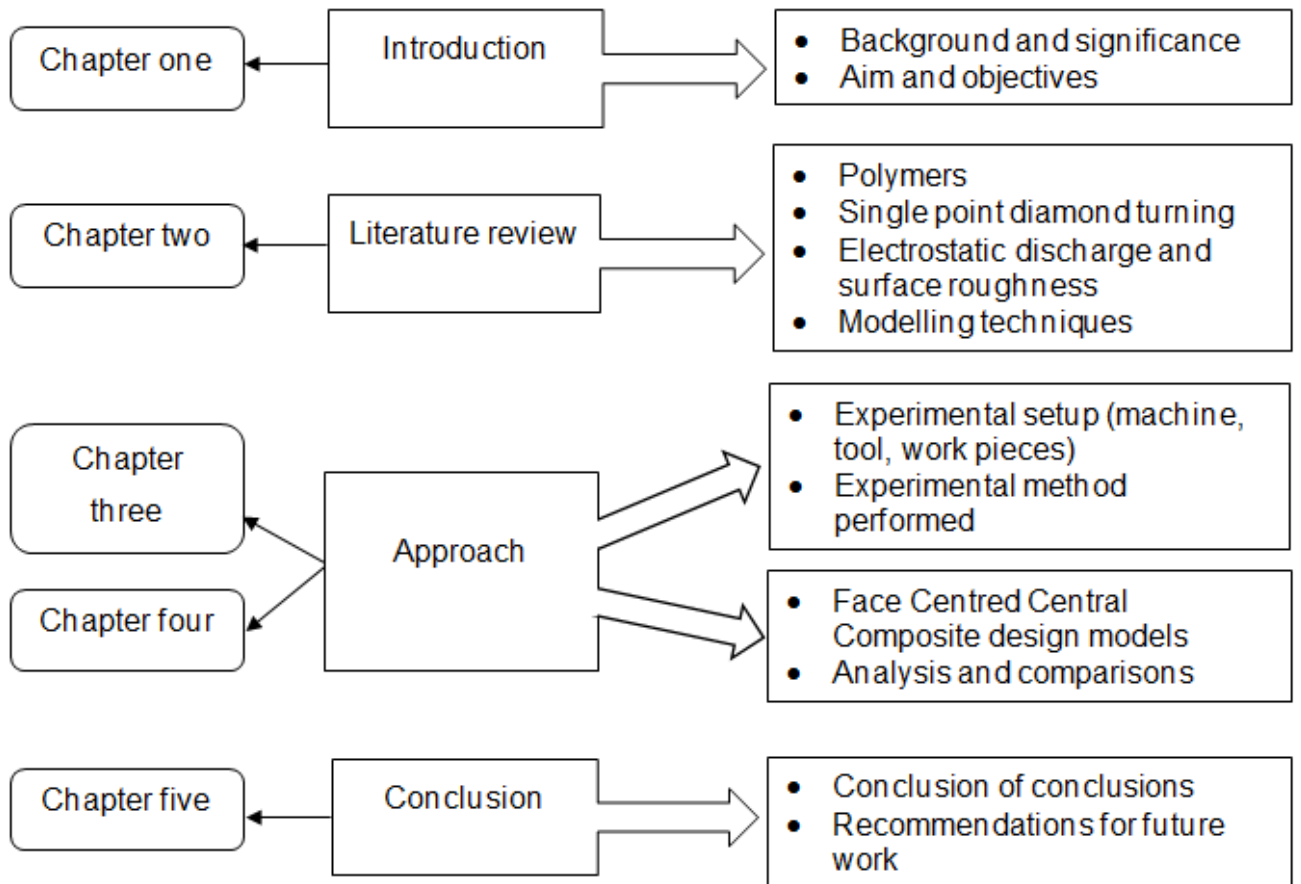 Chapter one
Introduction
• Background and significance
• Aim and objectives
Chapter two
Literature review
• Polymers
• Single point diamond turning
• Electrostatic discharge and
surface roughness
• Modelling techniques
Chapter
three
Chapter four
Approach
• Experimental setup (machine,
tool, work pieces)
• Experimental method
performed
• Face Centred Central
Composite design models
• Analysis and comparisons
Chapter five
Conclusion
• Conclusion of conclusions
• Recommendations for future
work